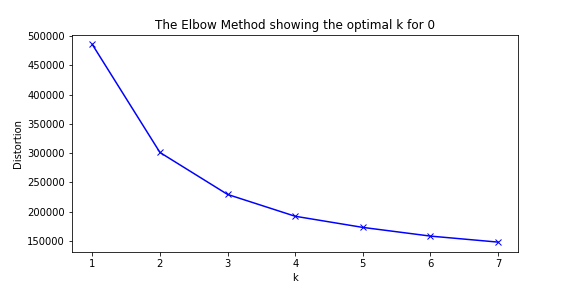 The Elbow Method showing the optimal k for 0
500000
450000
400000
350000
300000
250000
200000
150000
Distortion
1 2 3 4 5 6 7
k